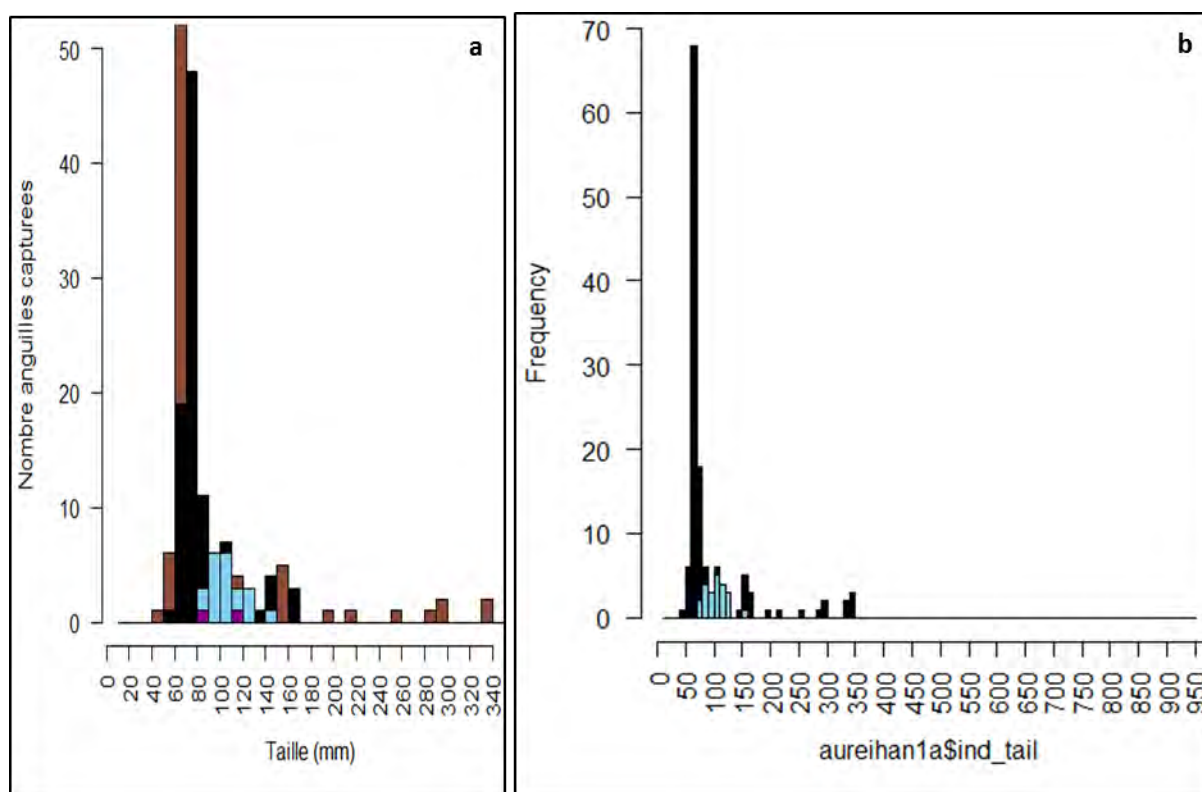 a
50
40
30
20
10
0
Nombre anguilles capturees
0 20 40 60 80 100 120 140 160 180 200 220 240 260 280 300 320 340
Taille (mm)
b
70
60
50
40
30
20
10
0
Frequency
0 50 100 150 200 250 300 350 400 450 500 550 600 650 700 750 800 850 900 950
aureihan1a$ind_tail